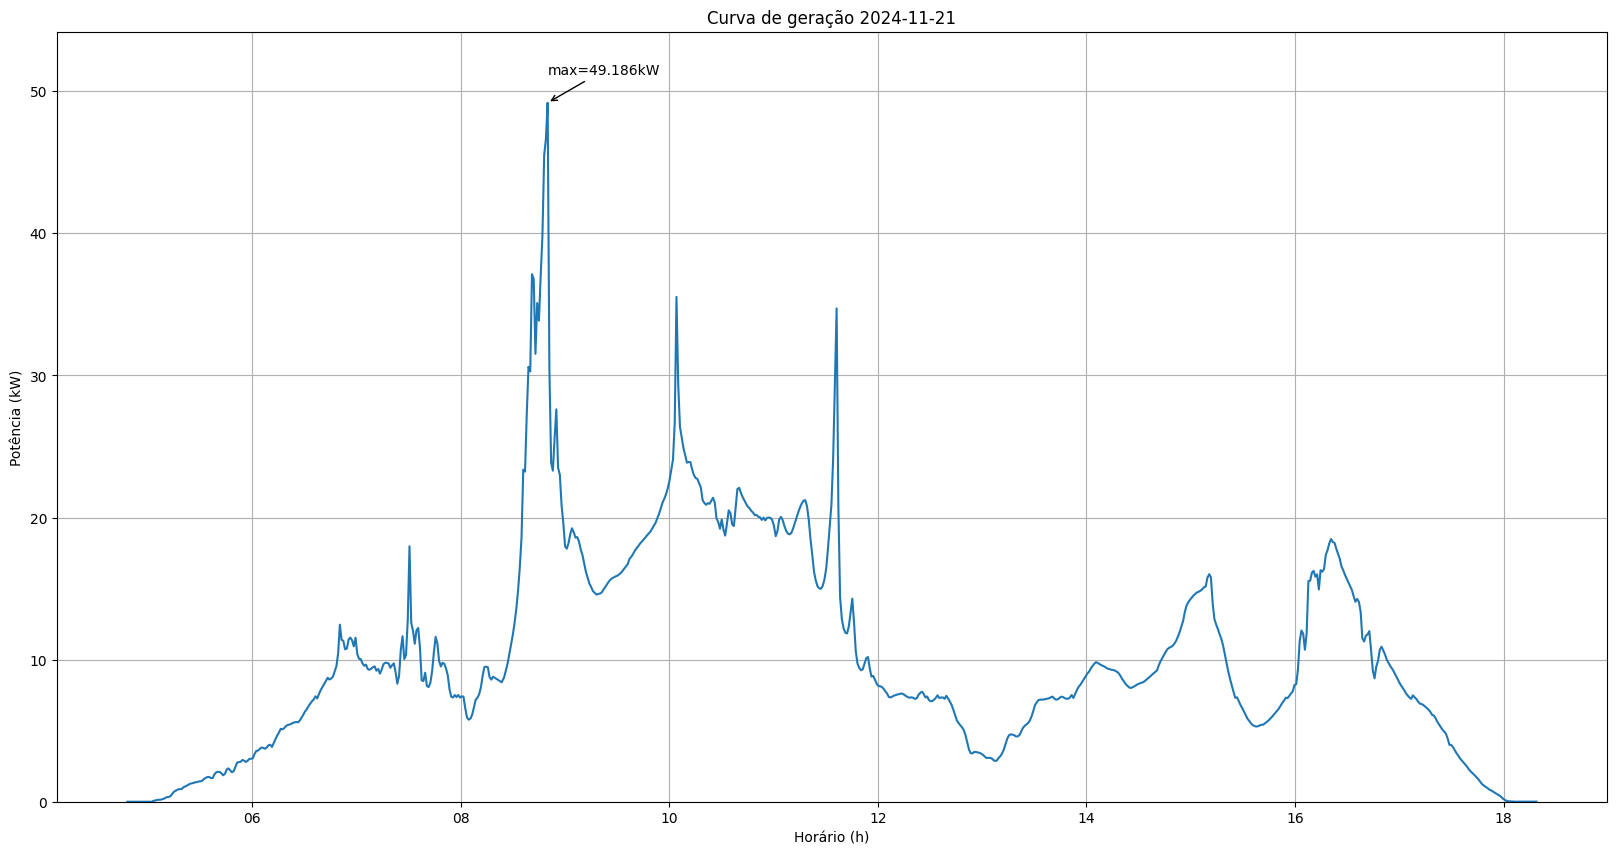 Curva de geração 2024-11-21
max=49.186kW
50
40
30
20
10
0
Potência (kW)
06 08 10 12 14 16 18
Horário (h)